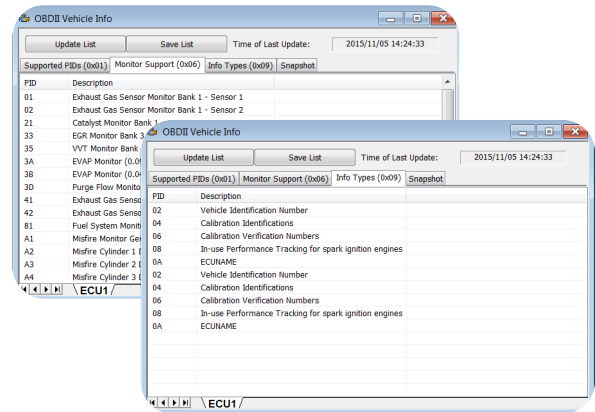 OBDII Vehicle Info
Update List Save List Time of Last Update: 2015/11/05 14:24:33
Supported PIDs (0x01) Monitor Support (0x06) Info Types (0x09) Snapshot
PID Description
01 Exhaust Gas Sensor Monitor Bank 1 - Sensor 1
02 Exhaust Gas Sensor Monitor Bank 1 - Sensor 2
21 Catalyst Monitor Bank 1
33 EGR Monitor Bank 3
35 VVT Monitor Bank
3A EVAP Monitor (0.09
3B EVAP Monitor (0.04
3D Purge Flow Monito
41 Exhaust Gas Senso
42 Exhaust Gas Senso
81 Fuel System Monit
A1 Misfire Monitor Ger
A2 Misfire Cylinder 1 D
A3 Misfire Cylinder 2 D
A4 Misfire Cylinder 3 D
ECU1
OBDII Vehicle Info
Update List Save List Time of Last Update: 2015/11/05 14:24:33
Supported PIDs (0x01) Monitor Support (0x06) Info Types (0x09) Snapshot
PID Description
02 Vehicle Identification Number
04 Calibration Identifications
06 Calibration Verification Numbers
08 In-use Performance Tracking for spark ignition engines
0A ECUNAME
02 Vehicle Identification Number
04 Calibration Identifications
06 Calibration Verification Numbers
08 In-use Performance Tracking for spark ignition engines
0A ECUNAME
ECU1